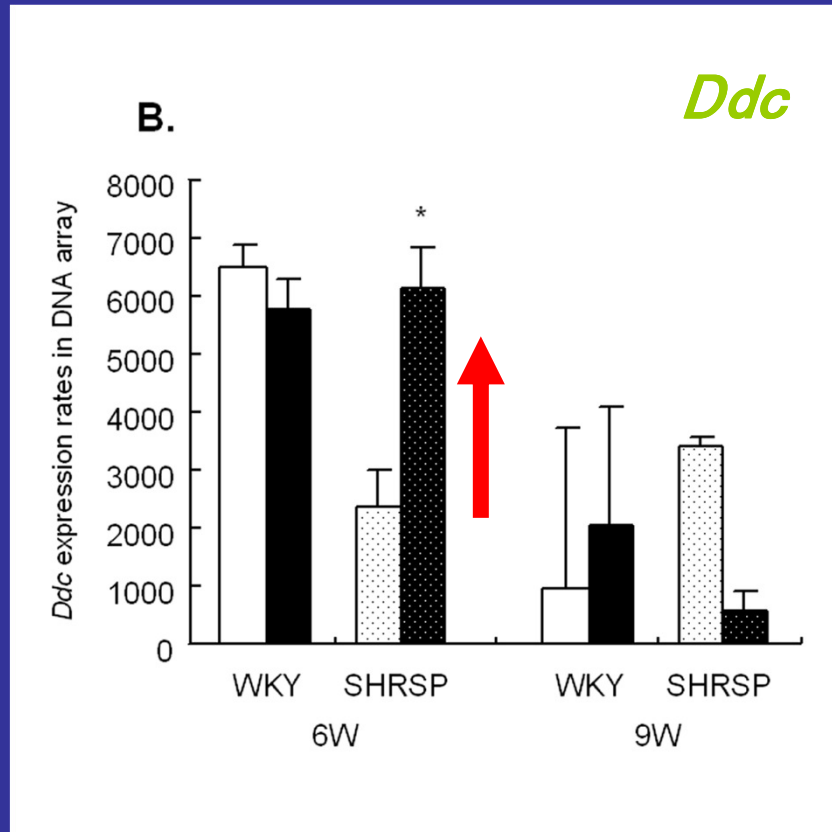 Ddc
B.
Ddc expression rates in DNA array
8000
7000
6000
5000
4000
3000
2000
1000
0
*
WKY SHRSP WKY SHRSP
6W 9W